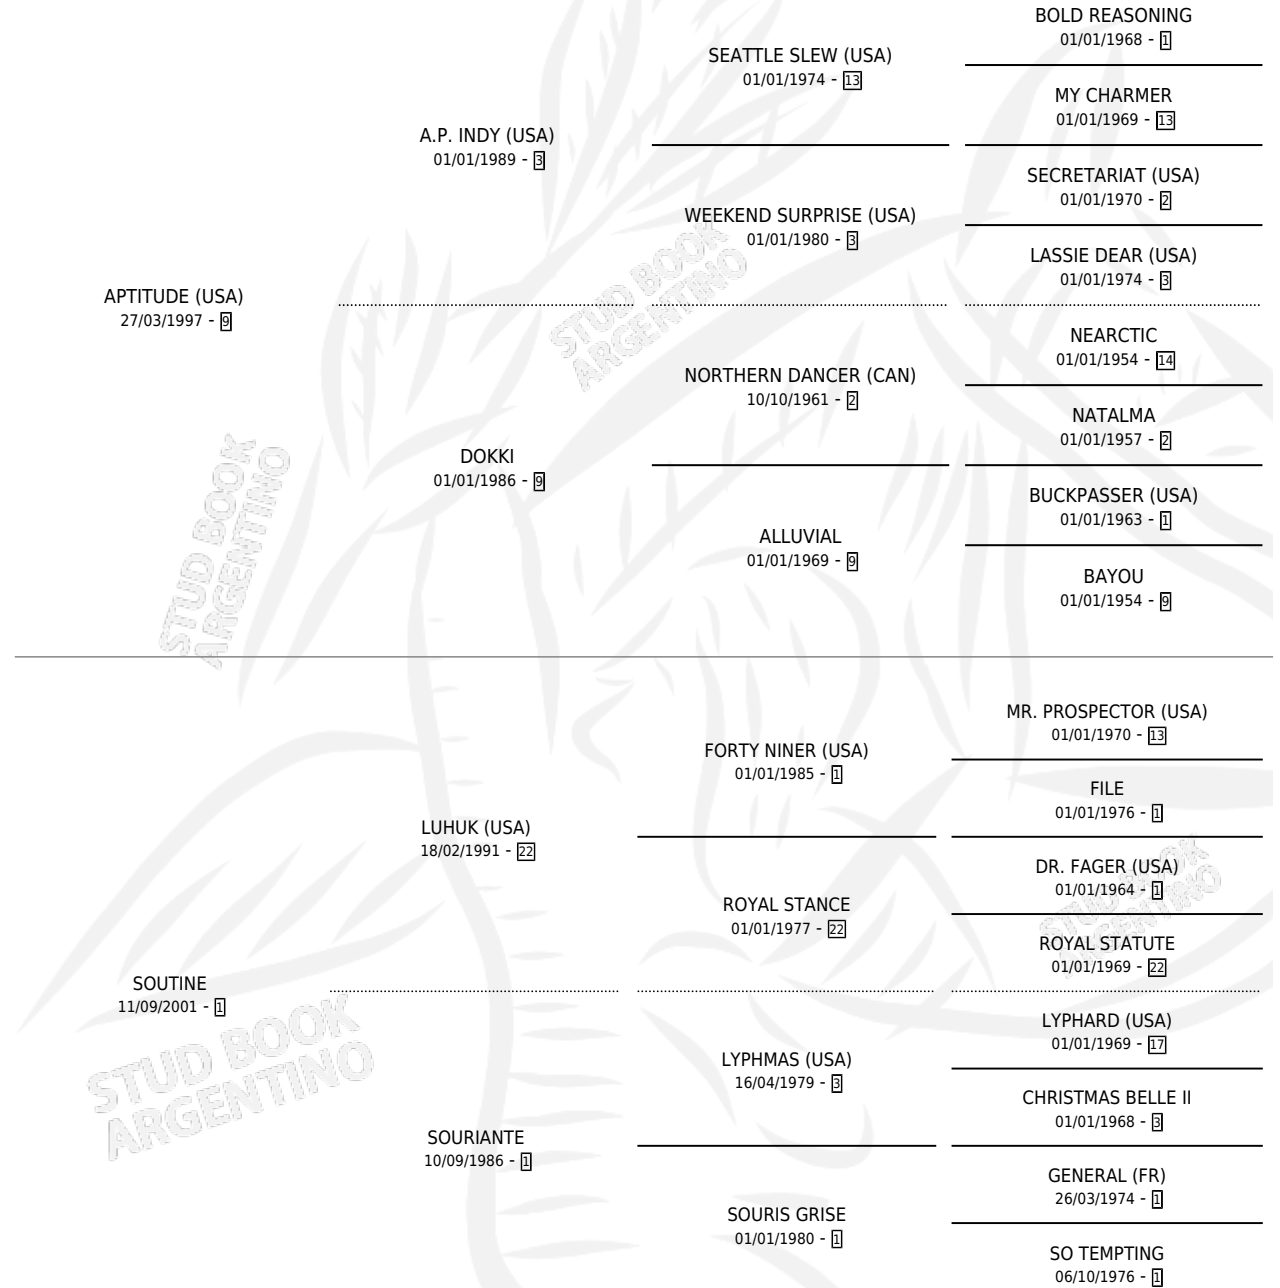 BOLD REASONING
01/01/1968 - 1
SEATTLE SLEW (USA)
01/01/1974 - 13
MY CHARMER
01/01/1969 - 13
A.P. INDY (USA)
01/01/1989 - 3
SECRETARIAT (USA)
01/01/1970 - 2
WEEKEND SURPRISE (USA)
01/01/1980 - 3
LASSIE DEAR (USA)
01/01/1974 - 3
APTITUDE (USA)
27/03/1997 - 9
NEARCTIC
01/01/1954 - 14
NORTHERN DANCER (CAN)
10/10/1961 - 2
NATALMA
01/01/1957 - 2
DOKKI
01/01/1986 - 9
BUCKPASSER (USA)
01/01/1963 - 1
ALLUVIAL
01/01/1969 - 9
BAYOU
01/01/1954 - 9
MR. PROSPECTOR (USA)
01/01/1970 - 13
FORTY NINER (USA)
01/01/1985 - 1
FILE
01/01/1976 - 1
LUHUK (USA)
18/02/1991 - 22
DR. FAGER (USA)
01/01/1964 - 1
ROYAL STANCE
01/01/1977 - 22
ROYAL STATUTE
01/01/1969 - 22
SOUTINE
11/09/2001 - 1
LYPHARD (USA)
01/01/1969 - 17
LYPHMAS (USA)
16/04/1979 - 3
CHRISTMAS BELLE II
01/01/1968 - 3
SOURIANTE
10/09/1986 - 1
GENERAL (FR)
26/03/1974 - 1
SOURIS GRISE
01/01/1980 - 1
SO TEMPTING
06/10/1976 - 1
STUD BOOK
ARGENTINO
STUD BOOK
ARGENTINO
STUD BOOK
ARGENTINO
STUD BOOK
ARGENTINO